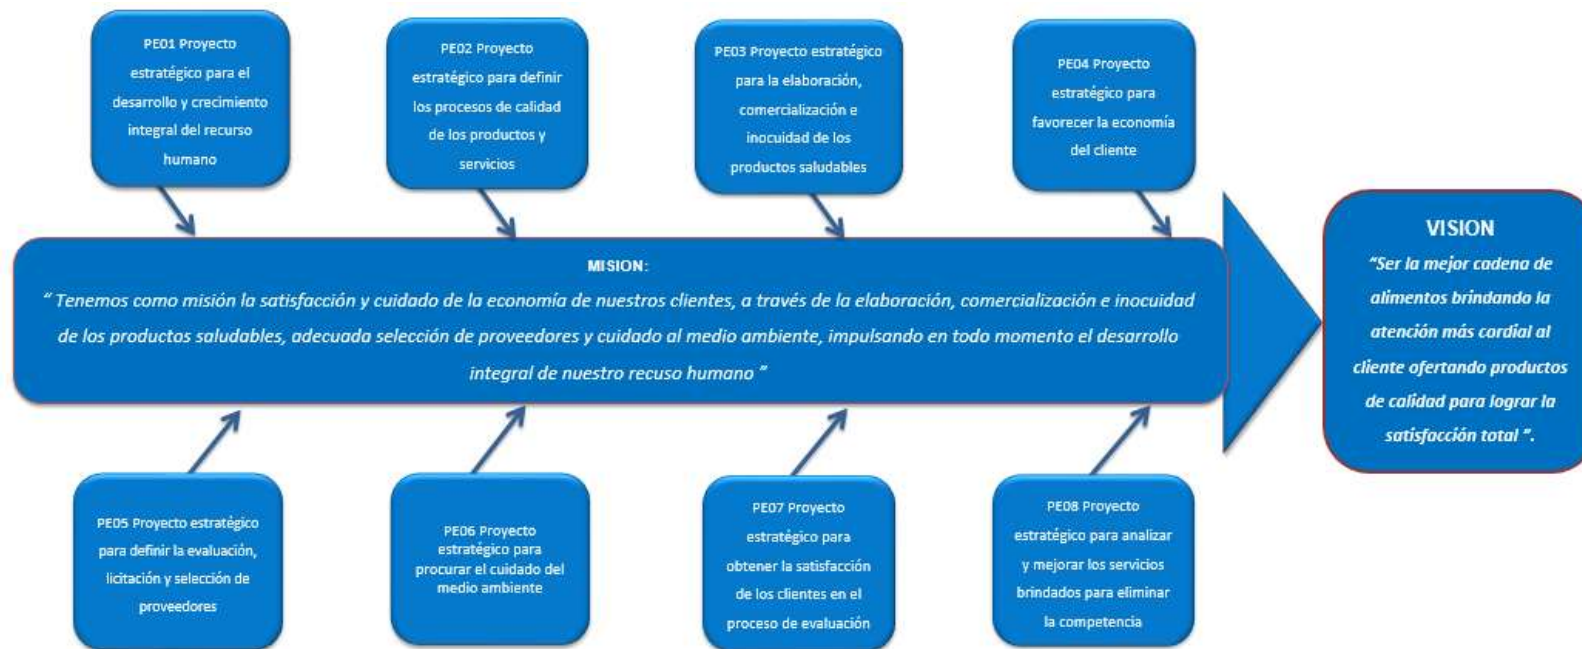 PE01 Proyecto
estratégico para el
desarrollo y crecimiento
integral del recurso
humano
PE02 Proyecto
estratégico para definir
los procesos de calidad
de los productos y
servicios
PE03 Proyecto estratégico
para la elaboración,
comercialización e
inocuidad de los
productos saludables
PE04 Proyecto
estratégico para
favorecer la economía
del cliente
MISION:
“ Tenemos como misión la satisfacción y cuidado de la economía de nuestros clientes, a través de la elaboración, comercialización e inocuidad
de los productos saludables, adecuada selección de proveedores y cuidado al medio ambiente, impulsando en todo momento el desarrollo
integral de nuestro recuso humano ”
VISION
“Ser la mejor cadena de
alimentos brindando la
atención más cordial al
cliente ofertando productos
de calidad para lograr la
satisfacción total ”.
PE05 Proyecto estratégico
para definir la evaluación,
licitación y selección de
proveedores
PE06 Proyecto
estratégico para
procurar el cuidado del
medio ambiente
PE07 Proyecto
estratégico para
obtener la satisfacción
de los clientes en el
proceso de evaluación
PE08 Proyecto
estratégico para analizar
y mejorar los servicios
brindados para eliminar
la competencia